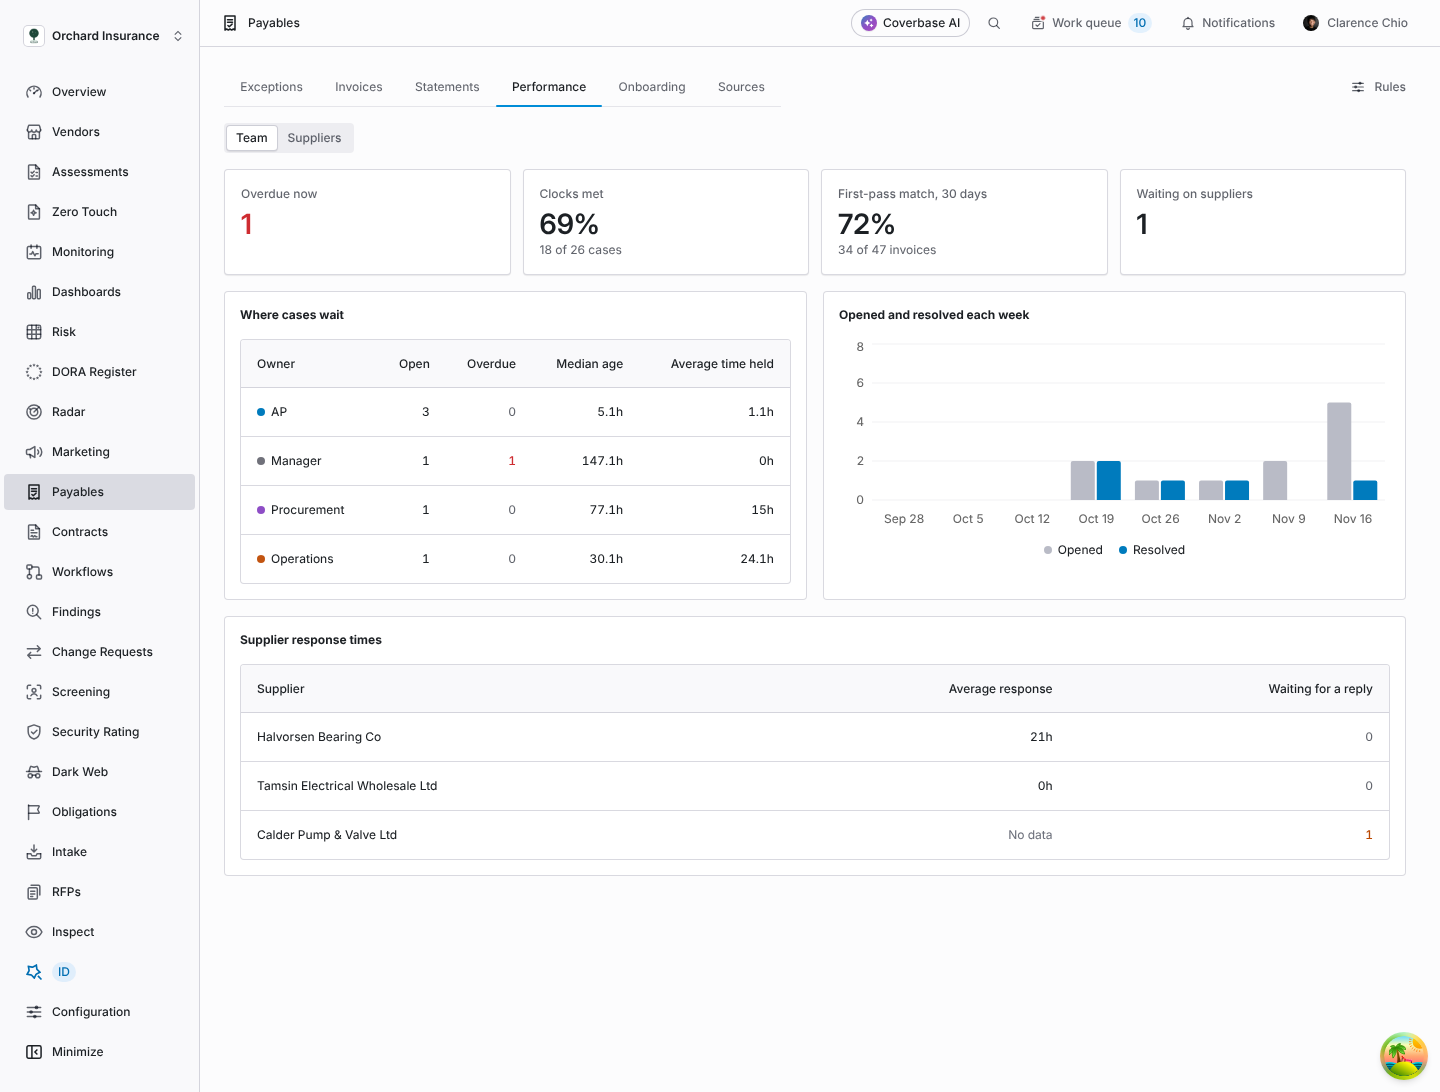 Orchard Insurance
Payables
Coverbase AI
Work queue 10
Notifications
Clarence Chio
Overview
Vendors
Assessments
Zero Touch
Monitoring
Dashboards
Risk
DORA Register
Radar
Marketing
Payables
Contracts
Workflows
Findings
Change Requests
Screening
Security Rating
Dark Web
Obligations
Intake
RFPs
Inspect
ID
Configuration
Minimize
Exceptions Invoices Statements Performance Onboarding Sources
Rules
Team Suppliers
Overdue now
1
Clocks met
69%
18 of 26 cases
First-pass match, 30 days
72%
34 of 47 invoices
Waiting on suppliers
1
Where cases wait
Owner Open Overdue Median age Average time held
AP 3 0 5.1h 1.1h
Manager 1 1 147.1h 0h
Procurement 1 0 77.1h 15h
Operations 1 0 30.1h 24.1h
Opened and resolved each week
8
6
4
2
0
Sep 28 Oct 5 Oct 12 Oct 19 Oct 26 Nov 2 Nov 9 Nov 16
Opened Resolved
Supplier response times
Supplier Average response Waiting for a reply
Halvorsen Bearing Co 21h 0
Tamsin Electrical Wholesale Ltd 0h 0
Calder Pump & Valve Ltd No data 1